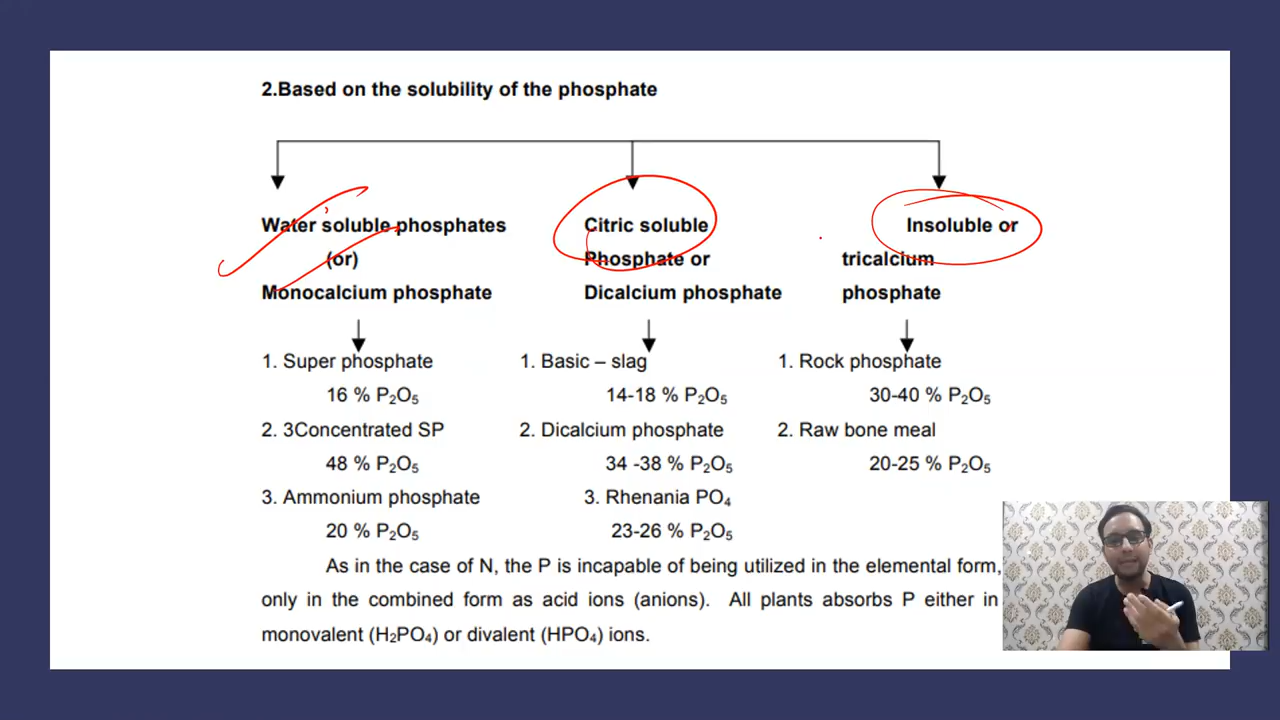 2.Based on the solubility of the phosphate
Water soluble phosphates
(or)
Monocalcium phosphate
1. Super phosphate
16 % P₂O₅
2. 3Concentrated SP
48 % P₂O₅
3. Ammonium phosphate
20 % P₂O₅
Citric soluble
Phosphate or
Dicalcium phosphate
1. Basic – slag
14-18 % P₂O₅
2. Dicalcium phosphate
34 -38 % P₂O₅
3. Rhenania PO₄
23-26 % P₂O₅
Insoluble or
tricalcium
phosphate
1. Rock phosphate
30-40 % P₂O₅
2. Raw bone meal
20-25 % P₂O₅
As in the case of N, the P is incapable of being utilized in the elemental form,
only in the combined form as acid ions (anions). All plants absorbs P either in
monovalent (H₂PO₄) or divalent (HPO₄) ions.